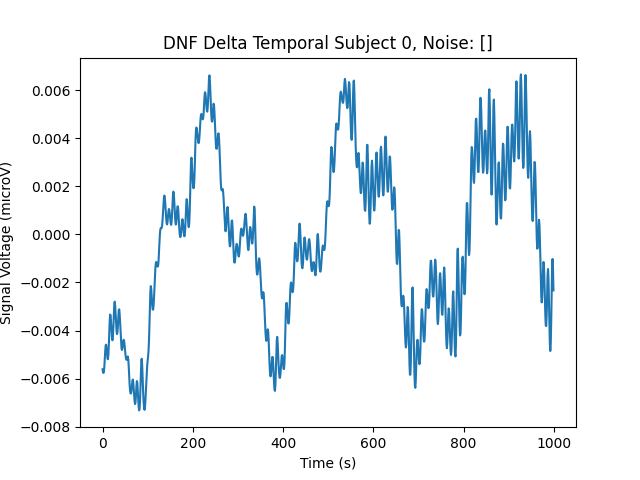 DNF Delta Temporal Subject 0, Noise: []
Signal Voltage (microV)
0.006
0.004
0.002
0.000
−0.002
−0.004
−0.006
−0.008
0 200 400 600 800 1000
Time (s)